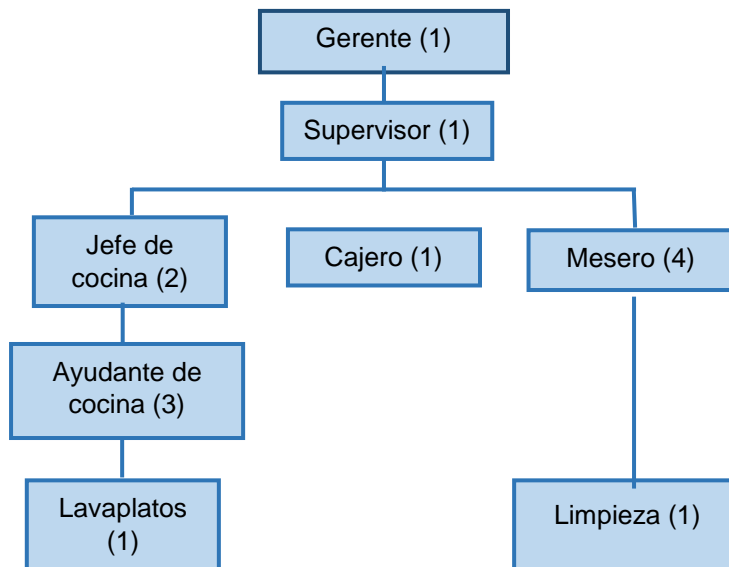 Gerente (1)
Supervisor (1)
Jefe de
cocina (2)
Cajero (1)
Mesero (4)
Ayudante de
cocina (3)
Lavaplatos
(1)
Limpieza (1)